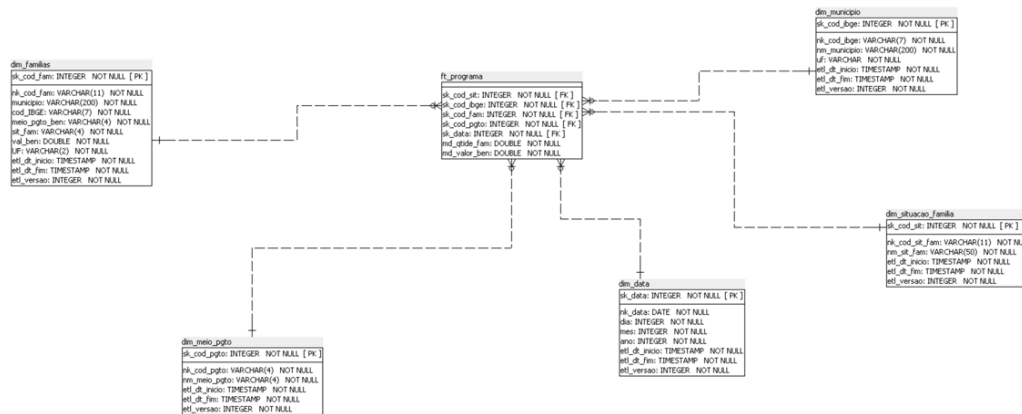 dim_municipio
sk_cod_ibge: INTEGER NOT NULL [ PK ]
nk_cod_ibge: VARCHAR(7) NOT NULL
nm_municipio: VARCHAR(200) NOT NULL
uf: VARCHAR NOT NULL
etl_dt_inicio: TIMESTAMP NOT NULL
etl_dt_fim: TIMESTAMP NOT NULL
etl_versao: INTEGER NOT NULL
dim_familias
sk_cod_fam: INTEGER NOT NULL [ PK ]
nk_cod_fam: VARCHAR(11) NOT NULL
municipio: VARCHAR(200) NOT NULL
cod_IBGE: VARCHAR(7) NOT NULL
meio_pgto_ben: VARCHAR(4) NOT NULL
sit_fam: VARCHAR(4) NOT NULL
val_ben: DOUBLE NOT NULL
UF: VARCHAR(2) NOT NULL
etl_dt_inicio: TIMESTAMP NOT NULL
etl_dt_fim: TIMESTAMP NOT NULL
etl_versao: INTEGER NOT NULL
ft_programa
sk_cod_sit: INTEGER NOT NULL [ FK ]
sk_cod_ibge: INTEGER NOT NULL [ FK ]
sk_cod_fam: INTEGER NOT NULL [ FK ]
sk_cod_pgto: INTEGER NOT NULL [ FK ]
sk_data: INTEGER NOT NULL [ FK ]
md_qtide_fam: DOUBLE NOT NULL
md_valor_ben: DOUBLE NOT NULL
dim_situacao_familia
sk_cod_sit: INTEGER NOT NULL [ PK ]
nk_cod_sit_fam: VARCHAR(11) NOT NU
nm_sit_fam: VARCHAR(50) NOT NULL
etl_dt_inicio: TIMESTAMP NOT NULL
etl_dt_fim: TIMESTAMP NOT NULL
etl_versao: INTEGER NOT NULL
dim_data
sk_data: INTEGER NOT NULL [ PK ]
nk_data: DATE NOT NULL
dia: INTEGER NOT NULL
mes: INTEGER NOT NULL
ano: INTEGER NOT NULL
etl_dt_inicio: TIMESTAMP NOT NULL
etl_dt_fim: TIMESTAMP NOT NULL
etl_versao: INTEGER NOT NULL
dim_meio_pgto
sk_cod_pgto: INTEGER NOT NULL [ PK ]
nk_cod_pgto: VARCHAR(4) NOT NULL
nm_meio_pgto: VARCHAR(4) NOT NULL
etl_dt_inicio: TIMESTAMP NOT NULL
etl_dt_fim: TIMESTAMP NOT NULL
etl_versao: INTEGER NOT NULL